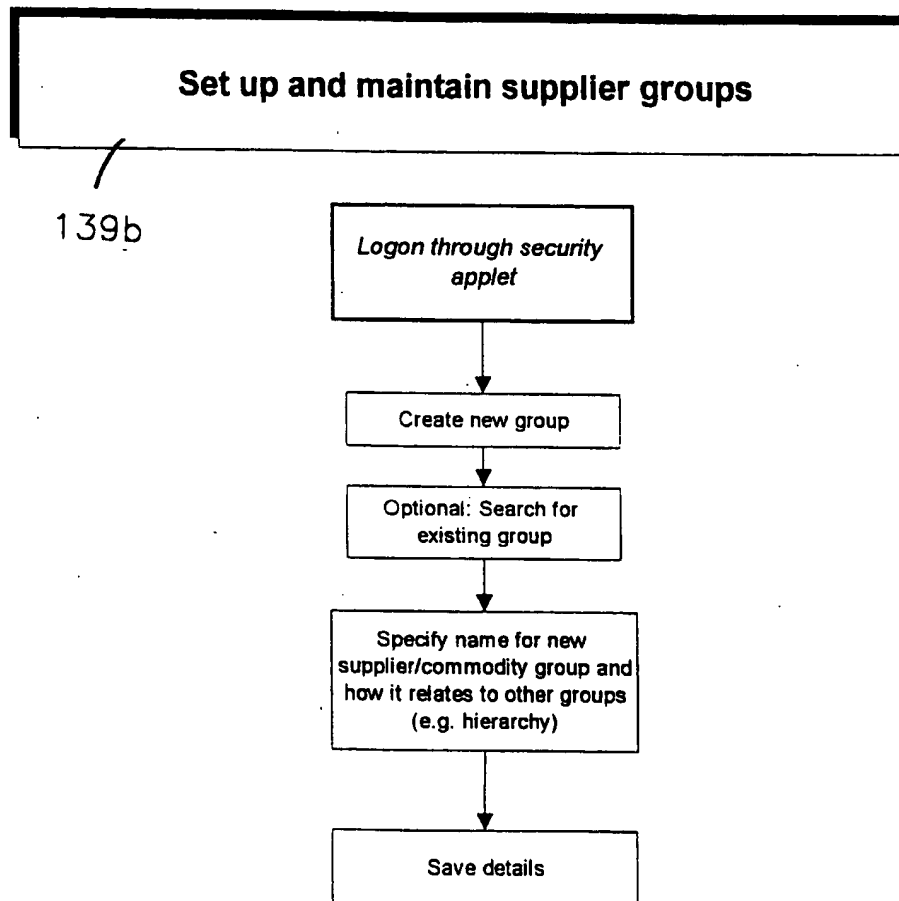 Set up and maintain supplier groups
139b
Logon through security
applet
Create new group
Optional: Search for
existing group
Specify name for new
supplier/commodity group and
how it relates to other groups
(e.g. hierarchy)
Save details